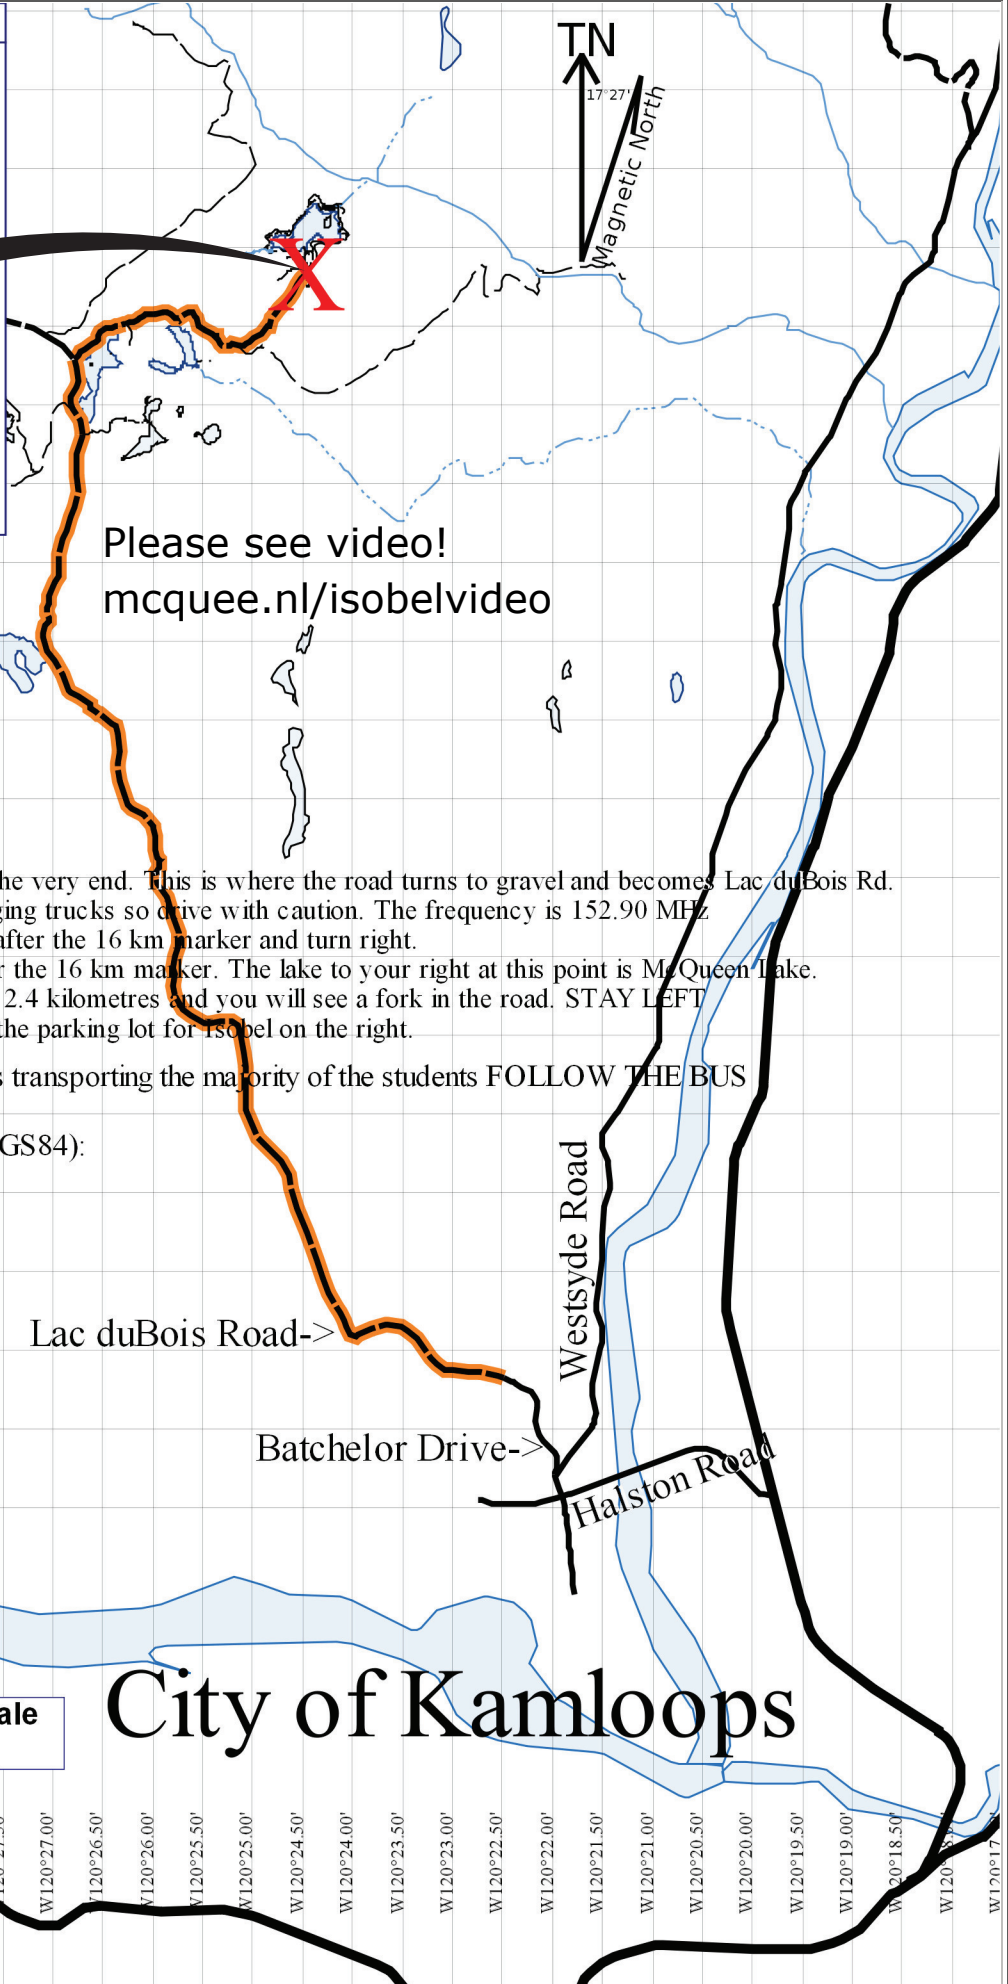 TN
17°27'
Magnetic North
X
Please see video!
mcquee.nl/isobelvideo
he very end. This is where the road turns to gravel and becomes Lac duBois Rd.
ging trucks so drive with caution. The frequency is 152.90 MHz
after the 16 km marker and turn right.
r the 16 km marker. The lake to your right at this point is McQueen Lake.
2.4 kilometres and you will see a fork in the road. STAY LEFT
the parking lot for Isobel on the right.
s transporting the majority of the students FOLLOW THE BUS
GS84):
Westsyde Road
Lac duBois Road->
Batchelor Drive->
Halston Road
City of Kamloops
ale
W120°27.00'
W120°26.50'
W120°26.00'
W120°25.50'
W120°25.00'
W120°24.50'
W120°24.00'
W120°23.50'
W120°23.00'
W120°22.50'
W120°22.00'
W120°21.50'
W120°21.00'
W120°20.50'
W120°20.00'
W120°19.50'
W120°19.00'
W120°18.50'